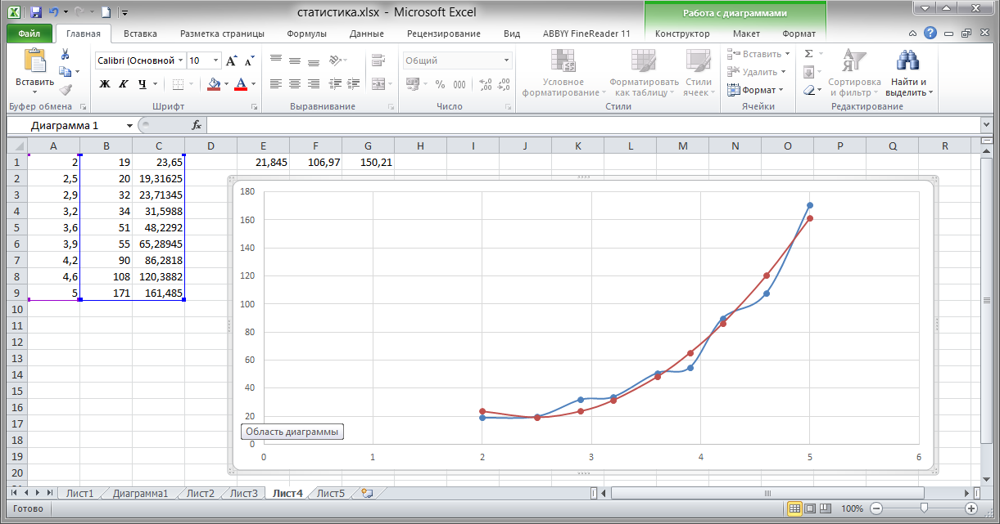 статистика.xlsx - Microsoft Excel
Работа с диаграммами
Файл Главная Вставка Разметка страницы Формулы Данные Рецензирование Вид ABBYY FineReader 11 Конструктор Макет Формат
Вставить
Calibri (Основной 10
Ж К Ч
Общий
% 000
Условное форматирование
Форматировать как таблицу
Стили ячеек
Вставить
Удалить
Формат
Сортировка и фильтр
Найти и выделить
Буфер обмена Шрифт Выравнивание Число Стили Ячейки Редактирование
Диаграмма 1 fx
A B C D E F G H I J K L M N O P Q R
1 2 19 23,65 21,845 106,97 150,21
2 2,5 20 19,31625
3 2,9 32 23,71345
4 3,2 34 31,5988
5 3,6 51 48,2292
6 3,9 55 65,28945
7 4,2 90 86,2818
8 4,6 108 120,3882
9 5 171 161,485
10
11
12
13
14
15
16
17
18
19
20
180
160
140
120
100
80
60
40
20
Область диаграммы
0
0 1 2 3 4 5 6
Лист1 Диаграмма1 Лист2 Лист3 Лист4 Лист5
Готово 100%